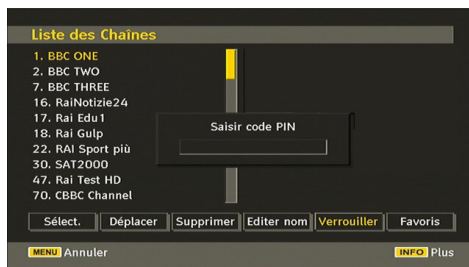 Liste des Chaînes
1. BBC ONE
2. BBC TWO
7. BBC THREE
16. RaiNotizie24
17. Rai Edu1
18. Rai Gulp
22. RAI Sport più
30. SAT2000
47. Rai Test HD
70. CBBC Channel
Saisir code PIN
Sélect. Déplacer Supprimer Editer nom Verrouiller Favoris
MENU Annuler INFO Plus